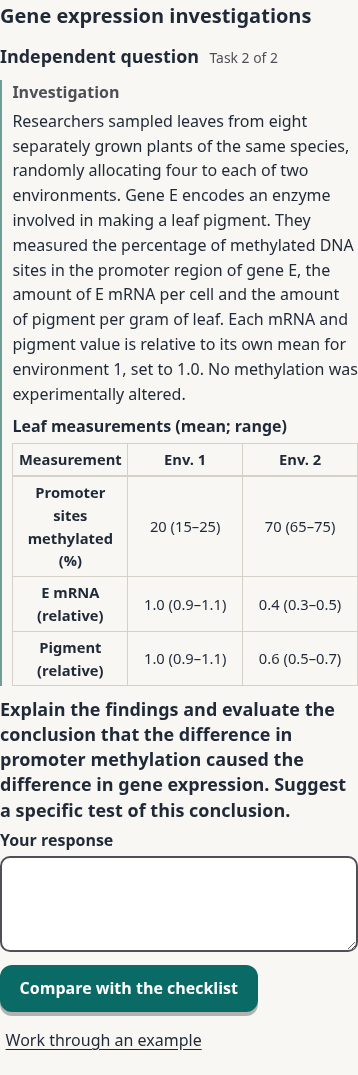 Gene expression investigations
Independent question Task 2 of 2
Investigation
Researchers sampled leaves from eight
separately grown plants of the same species,
randomly allocating four to each of two
environments. Gene E encodes an enzyme
involved in making a leaf pigment. They
measured the percentage of methylated DNA
sites in the promoter region of gene E, the
amount of E mRNA per cell and the amount
of pigment per gram of leaf. Each mRNA and
pigment value is relative to its own mean for
environment 1, set to 1.0. No methylation was
experimentally altered.
Leaf measurements (mean; range)
Measurement Env. 1 Env. 2
Promoter
sites
methylated
(%)
20 (15–25) 70 (65–75)
E mRNA
(relative)
1.0 (0.9–1.1) 0.4 (0.3–0.5)
Pigment
(relative)
1.0 (0.9–1.1) 0.6 (0.5–0.7)
Explain the findings and evaluate the
conclusion that the difference in
promoter methylation caused the
difference in gene expression. Suggest
a specific test of this conclusion.
Your response
Compare with the checklist
Work through an example